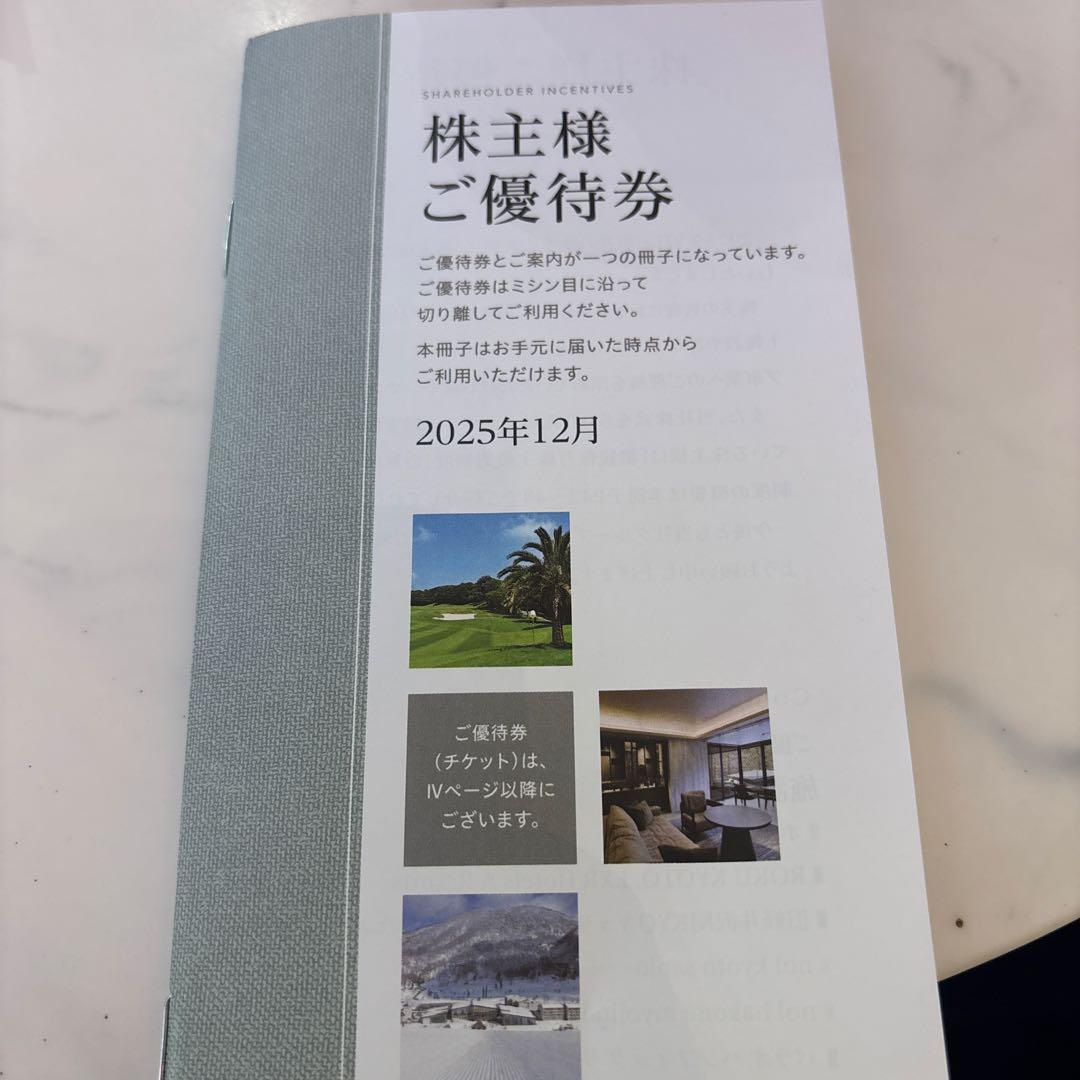 SHAREHOLDER INCENTIVES
株主様
ご優待券
ご優待券とご案内が一つの冊子になっています。
ご優待券はミシン目に沿って
切り離してご利用ください。
本冊子はお手元に届いた時点から
ご利用いただけます。
2025年12月
ご優待券
（チケット）は、
Ⅳページ以降に
ございます。